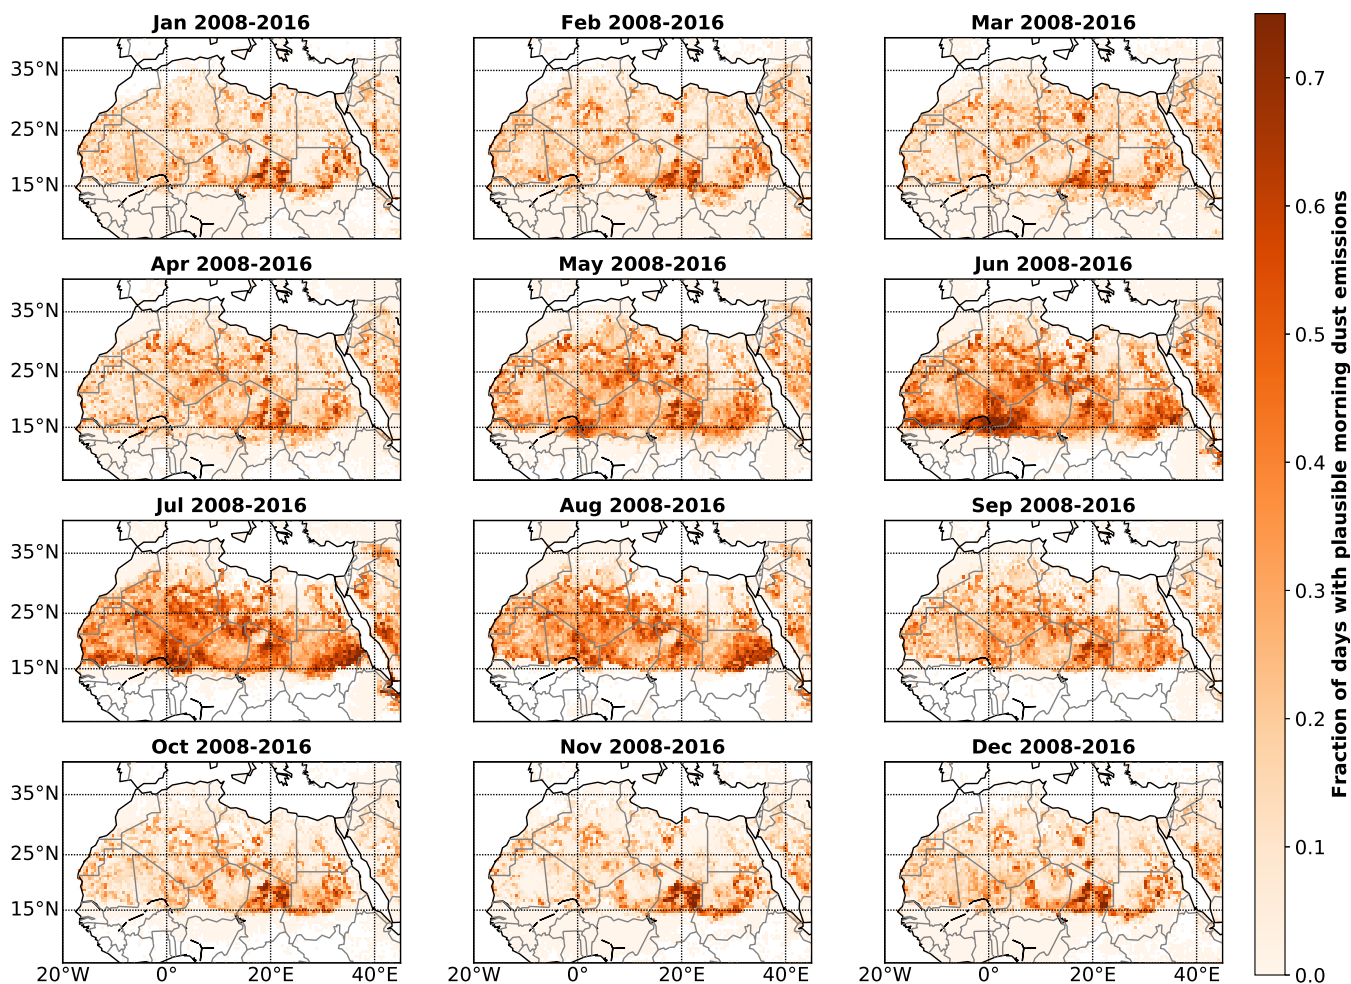 Jan 2008-2016
Feb 2008-2016
Mar 2008-2016
35°N
25°N
15°N
Apr 2008-2016
May 2008-2016
Jun 2008-2016
35°N
25°N
15°N
Jul 2008-2016
Aug 2008-2016
Sep 2008-2016
35°N
25°N
15°N
Oct 2008-2016
Nov 2008-2016
Dec 2008-2016
35°N
25°N
15°N
20°W 0° 20°E 40°E
20°W 0° 20°E 40°E
20°W 0° 20°E 40°E
0.7
0.6
0.5
0.4
0.3
0.2
0.1
0.0
Fraction of days with plausible morning dust emissions